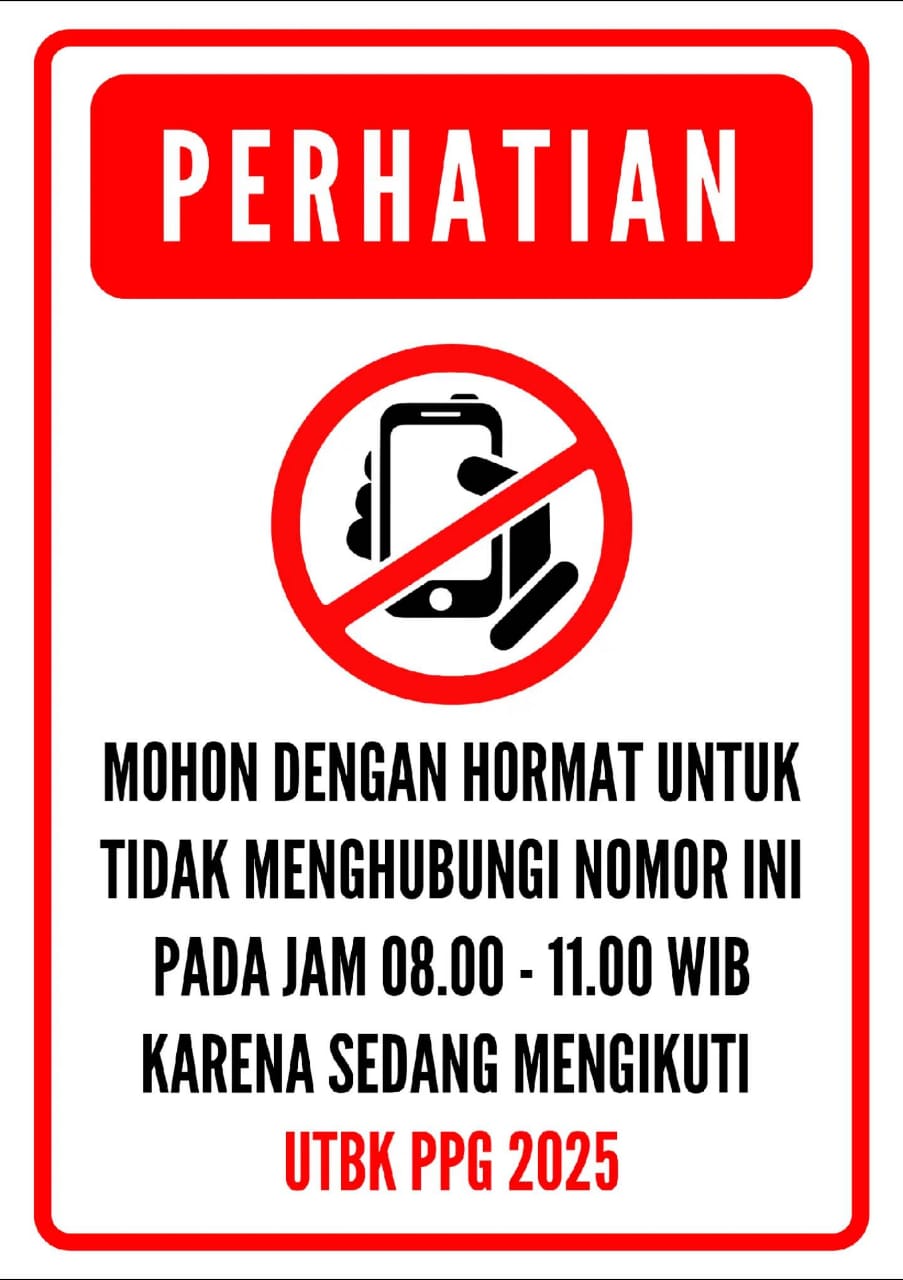 PERHATIAN
MOHON DENGAN HORMAT UNTUK
TIDAK MENGHUBUNGI NOMOR INI
PADA JAM 08.00 - 11.00 WIB
KARENA SEDANG MENGIKUTI
UTBK PPG 2025